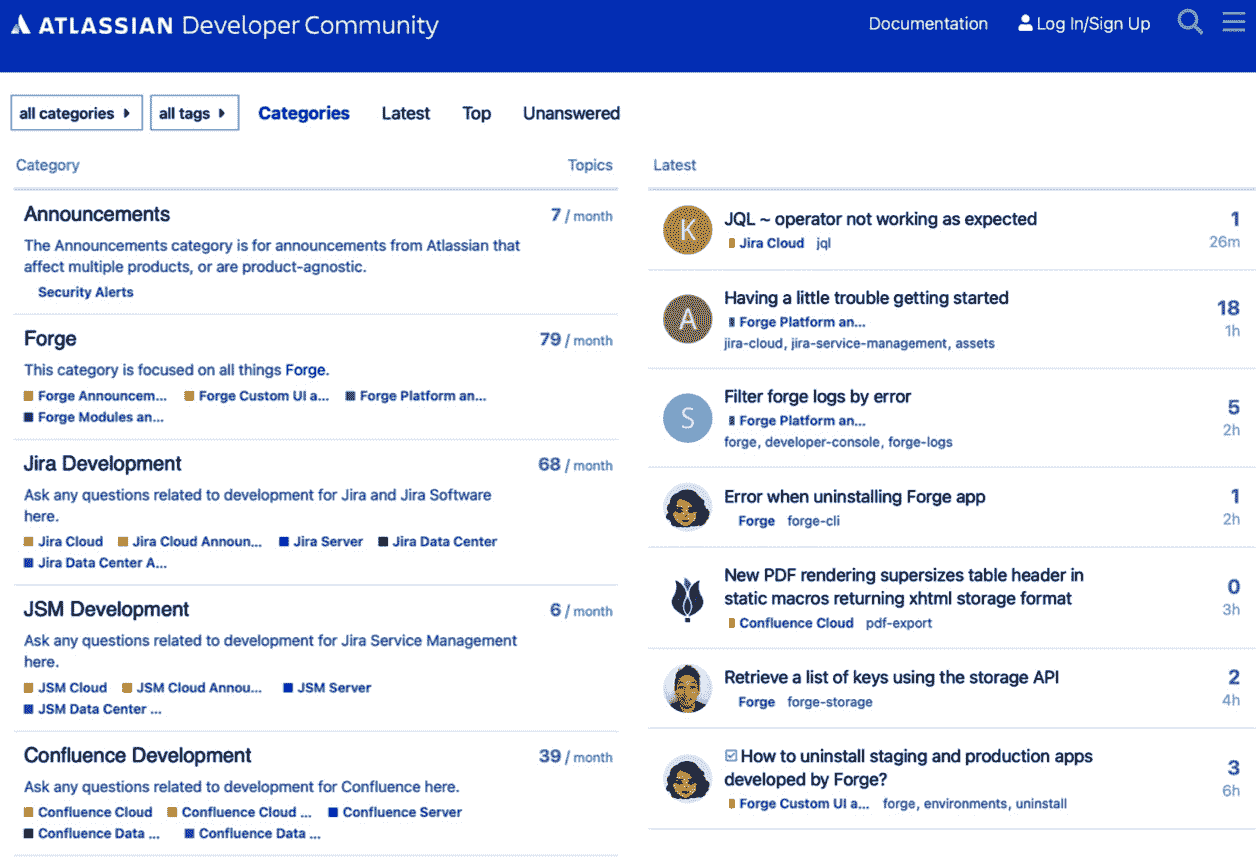 ATLASSIAN Developer Community
Documentation
Log In/Sign Up
all categories
all tags
Categories
Latest
Top
Unanswered
Category
Topics
Announcements
7 / month
The Announcements category is for announcements from Atlassian that
affect multiple products, or are product-agnostic.
Security Alerts
Forge
79 / month
This category is focused on all things Forge.
Forge Announcem... Forge Custom UI a... Forge Platform an...
Forge Modules an...
Jira Development
68 / month
Ask any questions related to development for Jira and Jira Software
here.
Jira Cloud Jira Cloud Announ... Jira Server Jira Data Center
Jira Data Center A...
JSM Development
6 / month
Ask any questions related to development for Jira Service Management
here.
JSM Cloud JSM Cloud Annou... JSM Server
JSM Data Center ...
Confluence Development
39 / month
Ask any questions related to development for Confluence here.
Confluence Cloud Confluence Cloud ... Confluence Server
Confluence Data ... Confluence Data ...
Latest
K
JQL ~ operator not working as expected
1
Jira Cloud jql
26m
A
Having a little trouble getting started
18
Forge Platform an...
1h
jira-cloud, jira-service-management, assets
S
Filter forge logs by error
5
Forge Platform an...
2h
forge, developer-console, forge-logs
Error when uninstalling Forge app
1
Forge forge-cli
2h
New PDF rendering supersizes table header in
static macros returning xhtml storage format
0
Confluence Cloud pdf-export
3h
Retrieve a list of keys using the storage API
2
Forge forge-storage
4h
How to uninstall staging and production apps
developed by Forge?
3
Forge Custom UI a... forge, environments, uninstall
6h